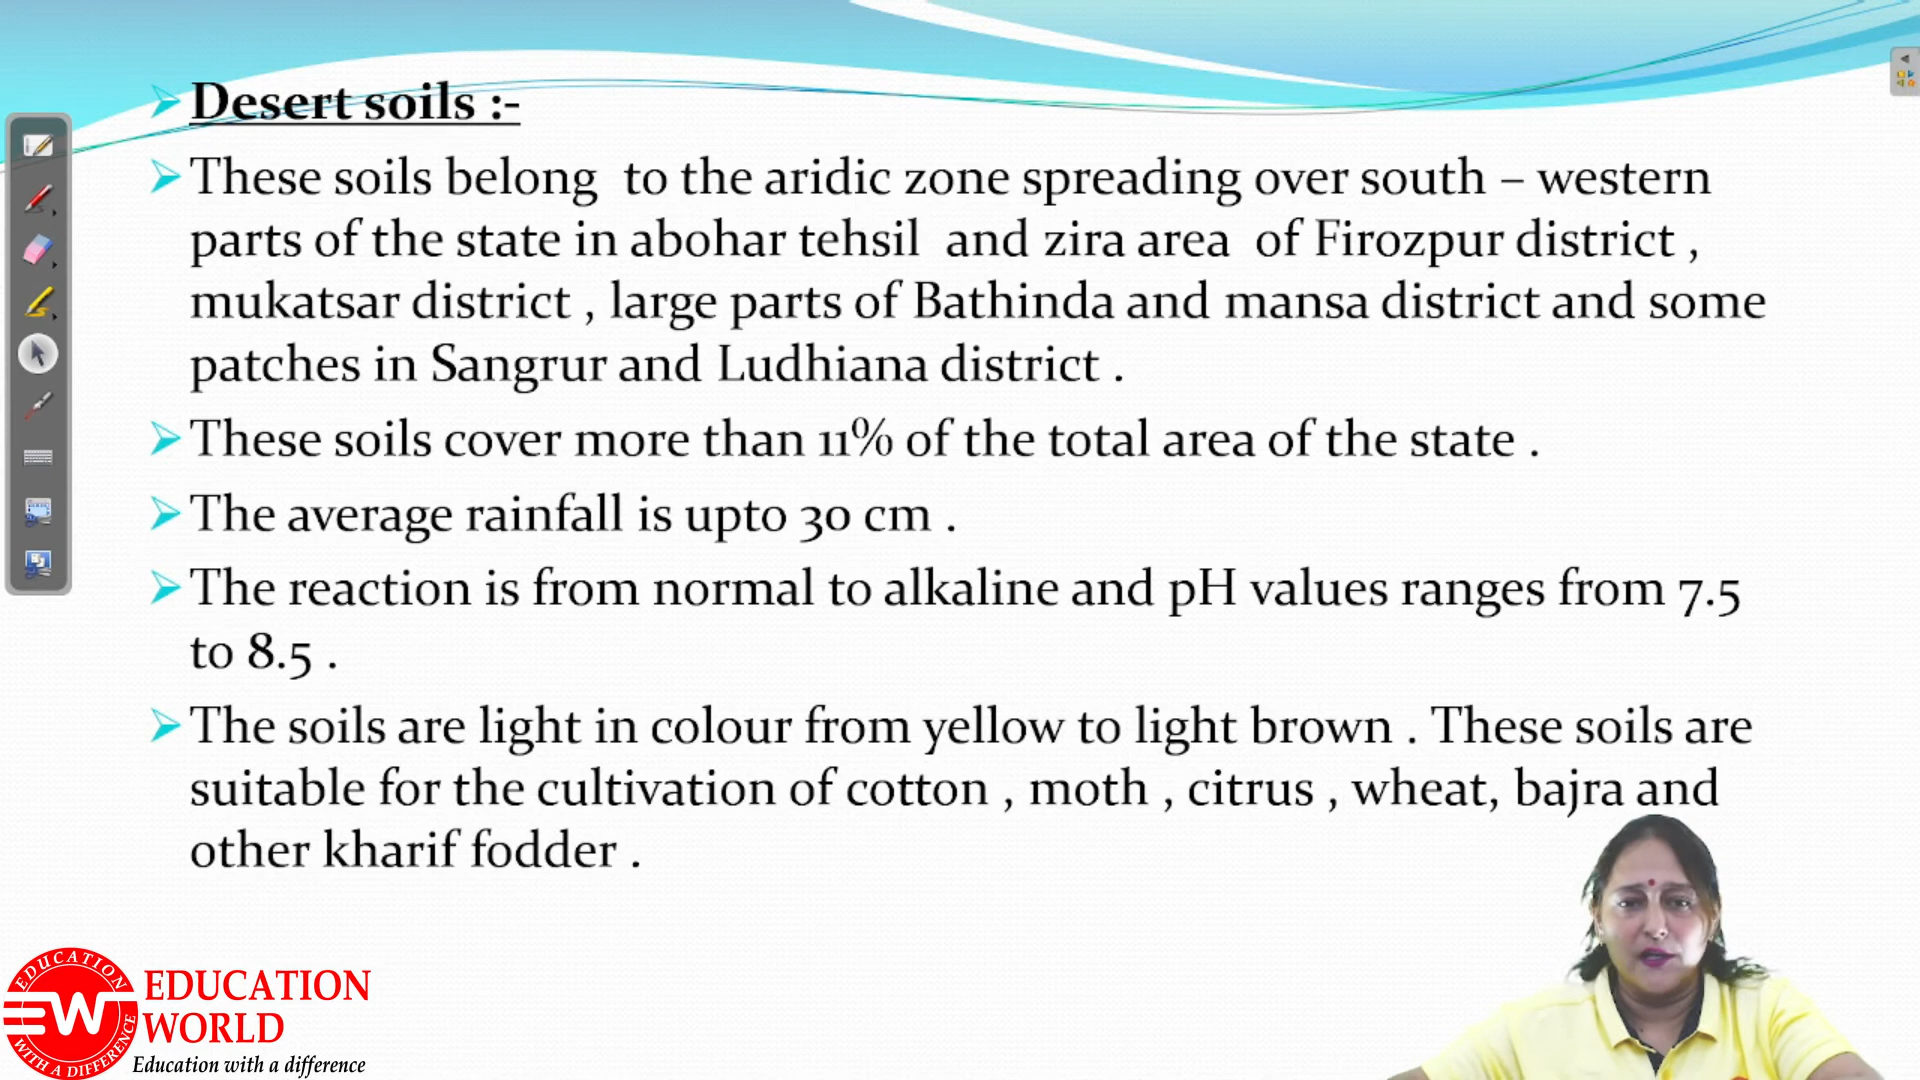 Desert soils :-
These soils belong to the aridic zone spreading over south – western
parts of the state in abohar tehsil and zira area of Firozpur district ,
mukatsar district , large parts of Bathinda and mansa district and some
patches in Sangrur and Ludhiana district .
These soils cover more than 11% of the total area of the state .
The average rainfall is upto 30 cm .
The reaction is from normal to alkaline and pH values ranges from 7.5
to 8.5 .
The soils are light in colour from yellow to light brown . These soils are
suitable for the cultivation of cotton , moth , citrus , wheat, bajra and
other kharif fodder .
EDUCATION
W
WITH A DIFFERENCE
EDUCATION
WORLD
Education with a difference